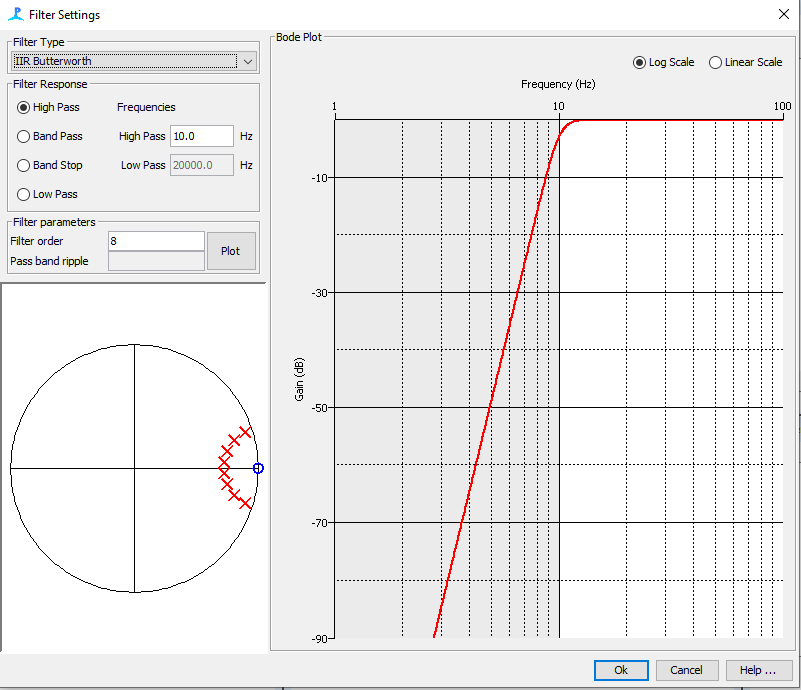 Filter Settings
Filter Type
IIR Butterworth
Filter Response
High Pass
Frequencies
Band Pass
High Pass 10.0 Hz
Band Stop
Low Pass 20000.0 Hz
Low Pass
Filter parameters
Filter order 8
Pass band ripple
Plot
Bode Plot
Log Scale
Linear Scale
Frequency (Hz)
1 10 100
-10
-30
-50
-70
-90
Gain (dB)
Ok Cancel Help ...